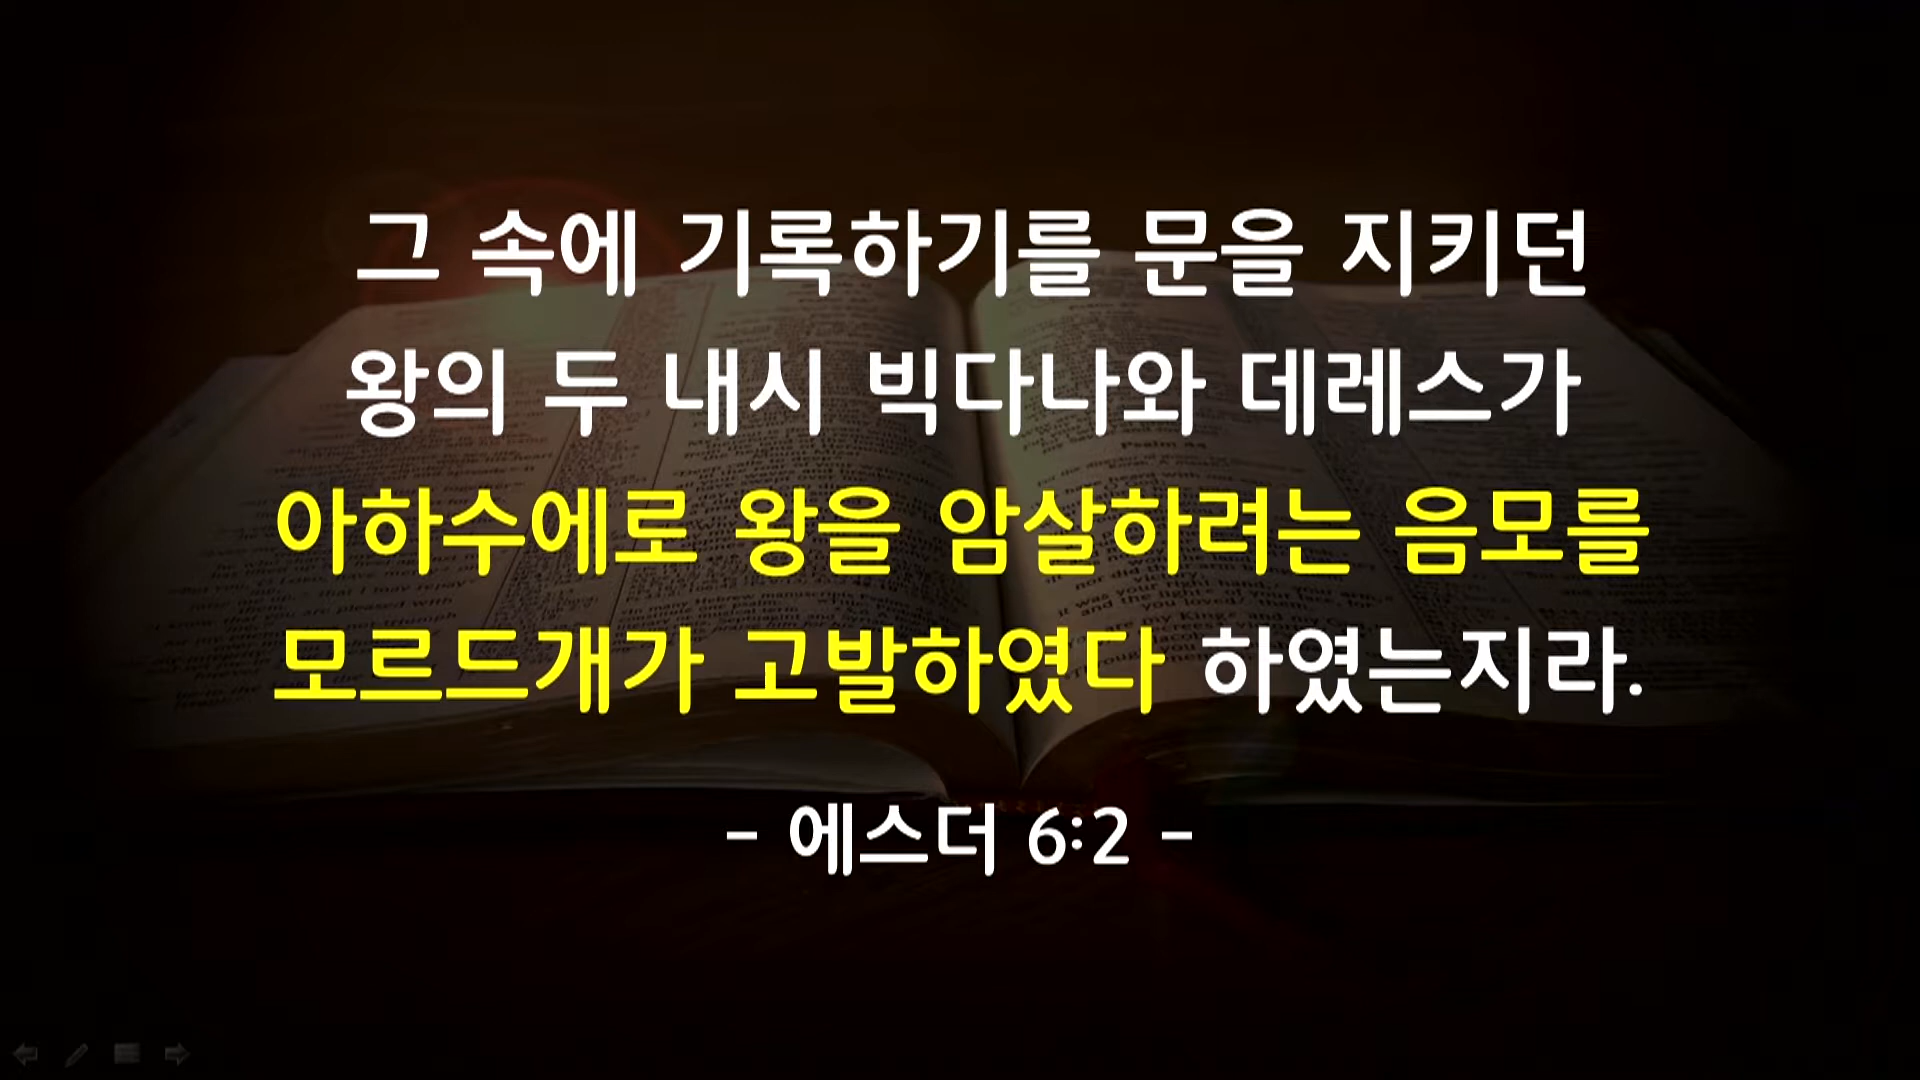 그 속에 기록하기를 문을 지키던
왕의 두 내시 빅다나와 데레스가
아하수에로 왕을 암살하려는 음모를
모르드개가 고발하였다 하였는지라.
- 에스더 6:2 -